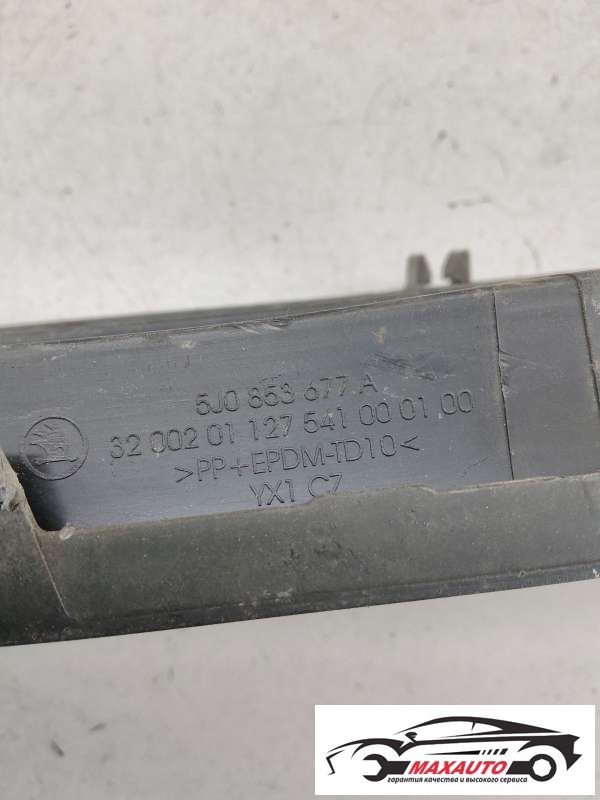 5J0 853 677 A
32 002 01 127 541 00 01 00
>PP+EPDM-TD10<
YX1 C7
MAXAUTO
гарантия качества и высокого сервиса